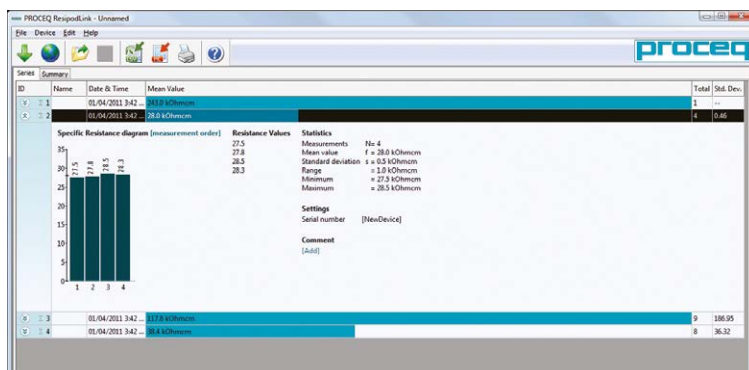 PROCEQ ResipodLink - Unnamed
File Device Edit Help
proceq
Series Summary
ID Name Date & Time Mean Value Total Std. Dev.
1 01/04/2011 3:42 ... 243.0 kOhmcm 1 --
2 01/04/2011 3:42 ... 28.0 kOhmcm 4 0.46
Specific Resistance diagram [measurement order] Resistance Values Statistics
27.5 Measurements N= 4
27.8 Mean value f = 28.0 kOhmcm
28.5 Standard deviation s = 0.5 kOhmcm
28.3 Range = 1.0 kOhmcm
Minimum = 27.5 kOhmcm
Maximum = 28.5 kOhmcm
Settings
Serial number [NewDevice]
Comment
[Add]
35
30
25
20
15
10
5
0
27.5 27.8 28.5 28.3
1 2 3 4
3 01/04/2011 3:42 ... 117.8 kOhmcm 9 186.95
4 01/04/2011 3:42 ... 38.4 kOhmcm 8 36.32